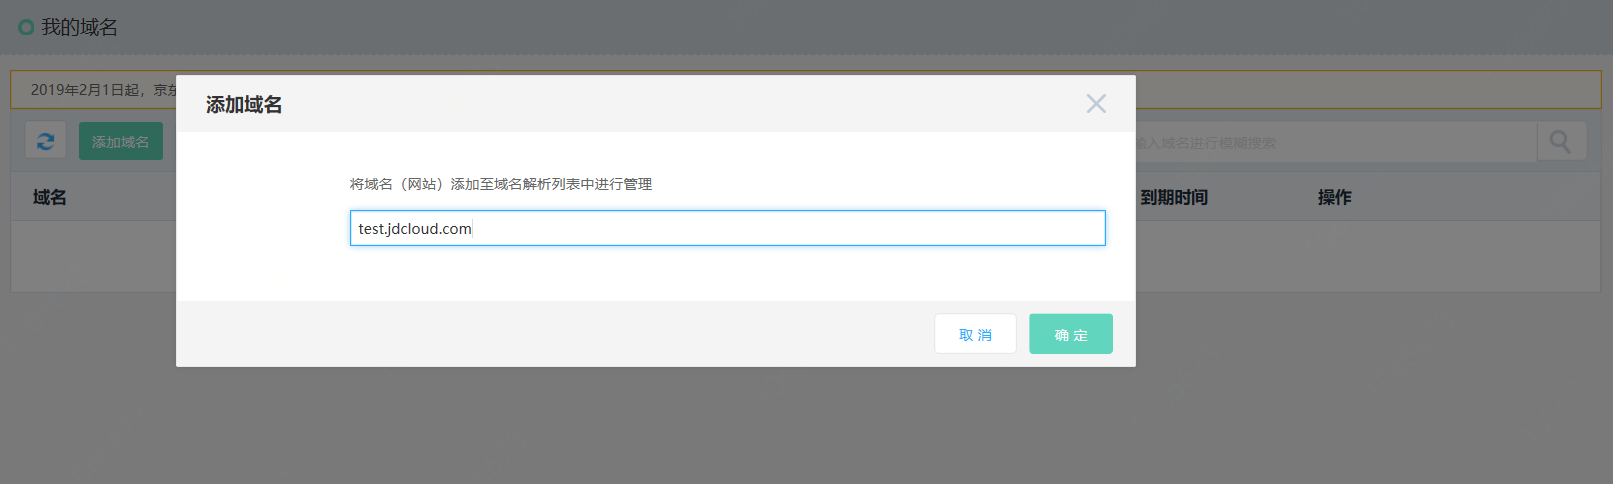 我的域名
2019年2月1日起，京东
添加域名
添加域名
输入域名进行模糊搜索
将域名（网站）添加至域名解析列表中进行管理
域名
到期时间
操作
test.jdcloud.com
取 消
确 定